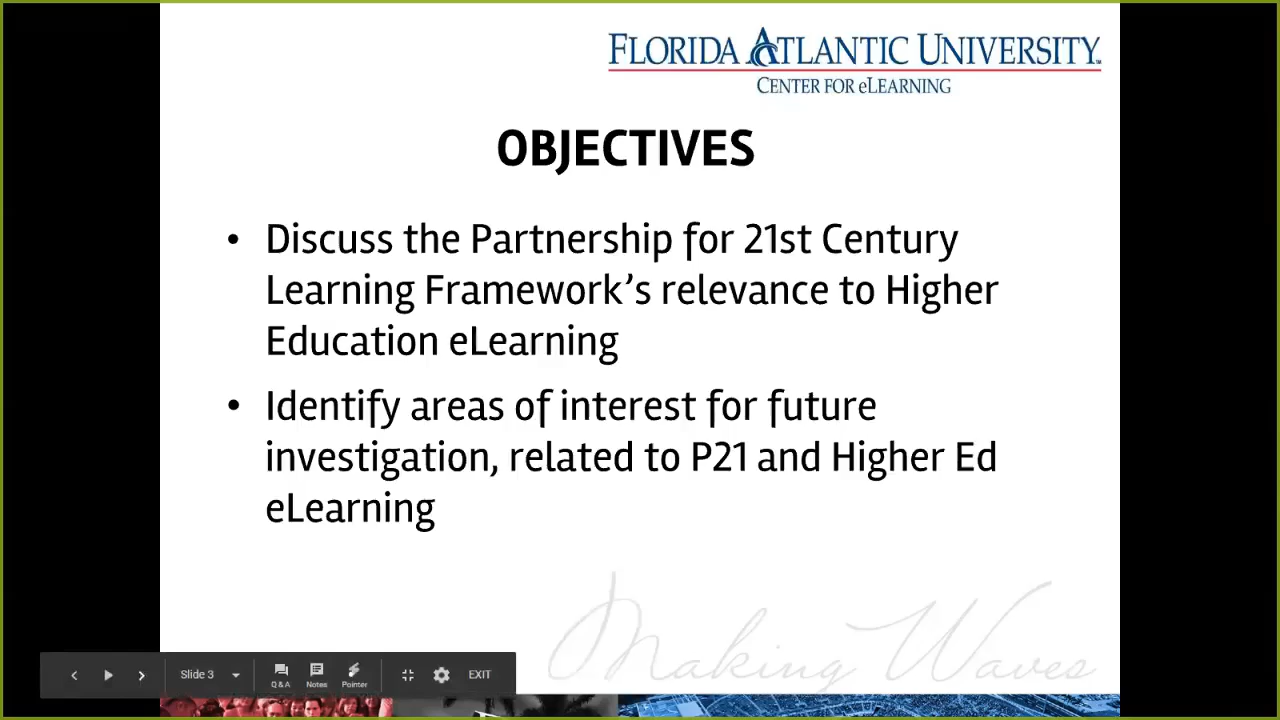 FLORIDA ATLANTIC UNIVERSITY™
CENTER FOR eLEARNING
OBJECTIVES
• Discuss the Partnership for 21st Century
Learning Framework’s relevance to Higher
Education eLearning
• Identify areas of interest for future
investigation, related to P21 and Higher Ed
eLearning
Making Waves
Slide 3
Q&A
Notes
Pointer
EXIT